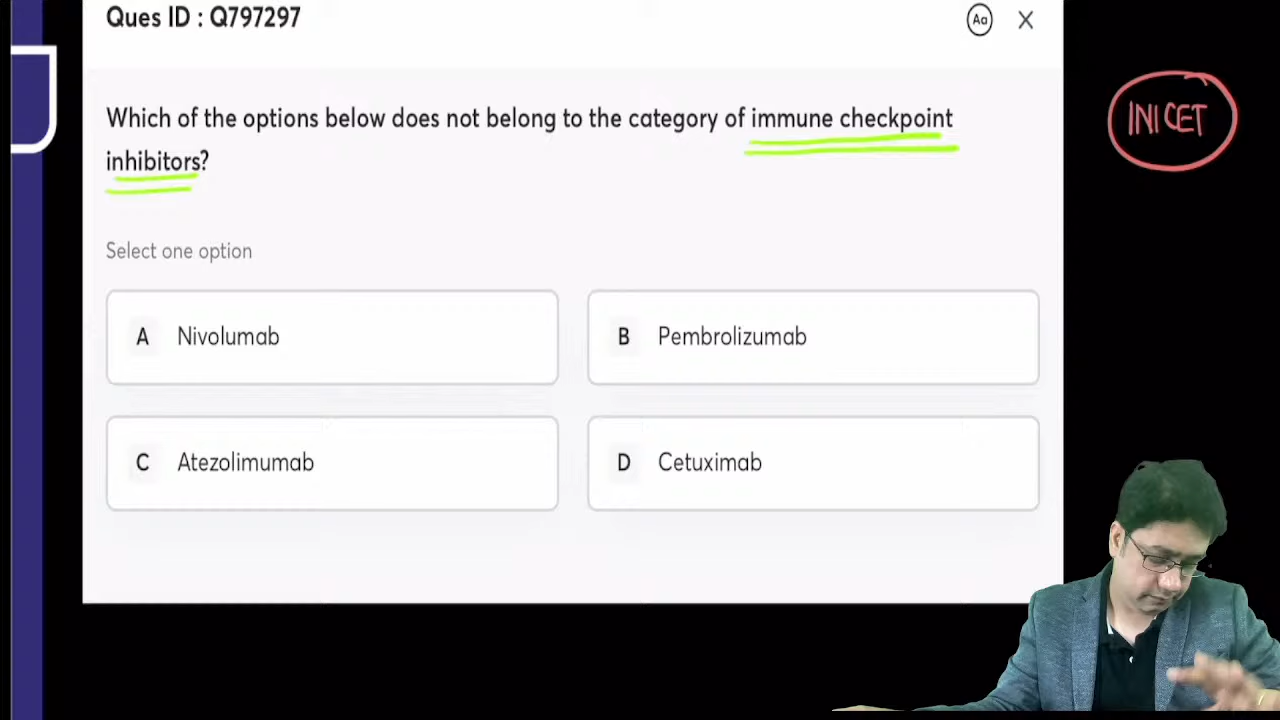 Ques ID : Q797297
Aa
X
INICET
Which of the options below does not belong to the category of immune checkpoint
inhibitors?
Select one option
A Nivolumab
B Pembrolizumab
C Atezolimumab
D Cetuximab